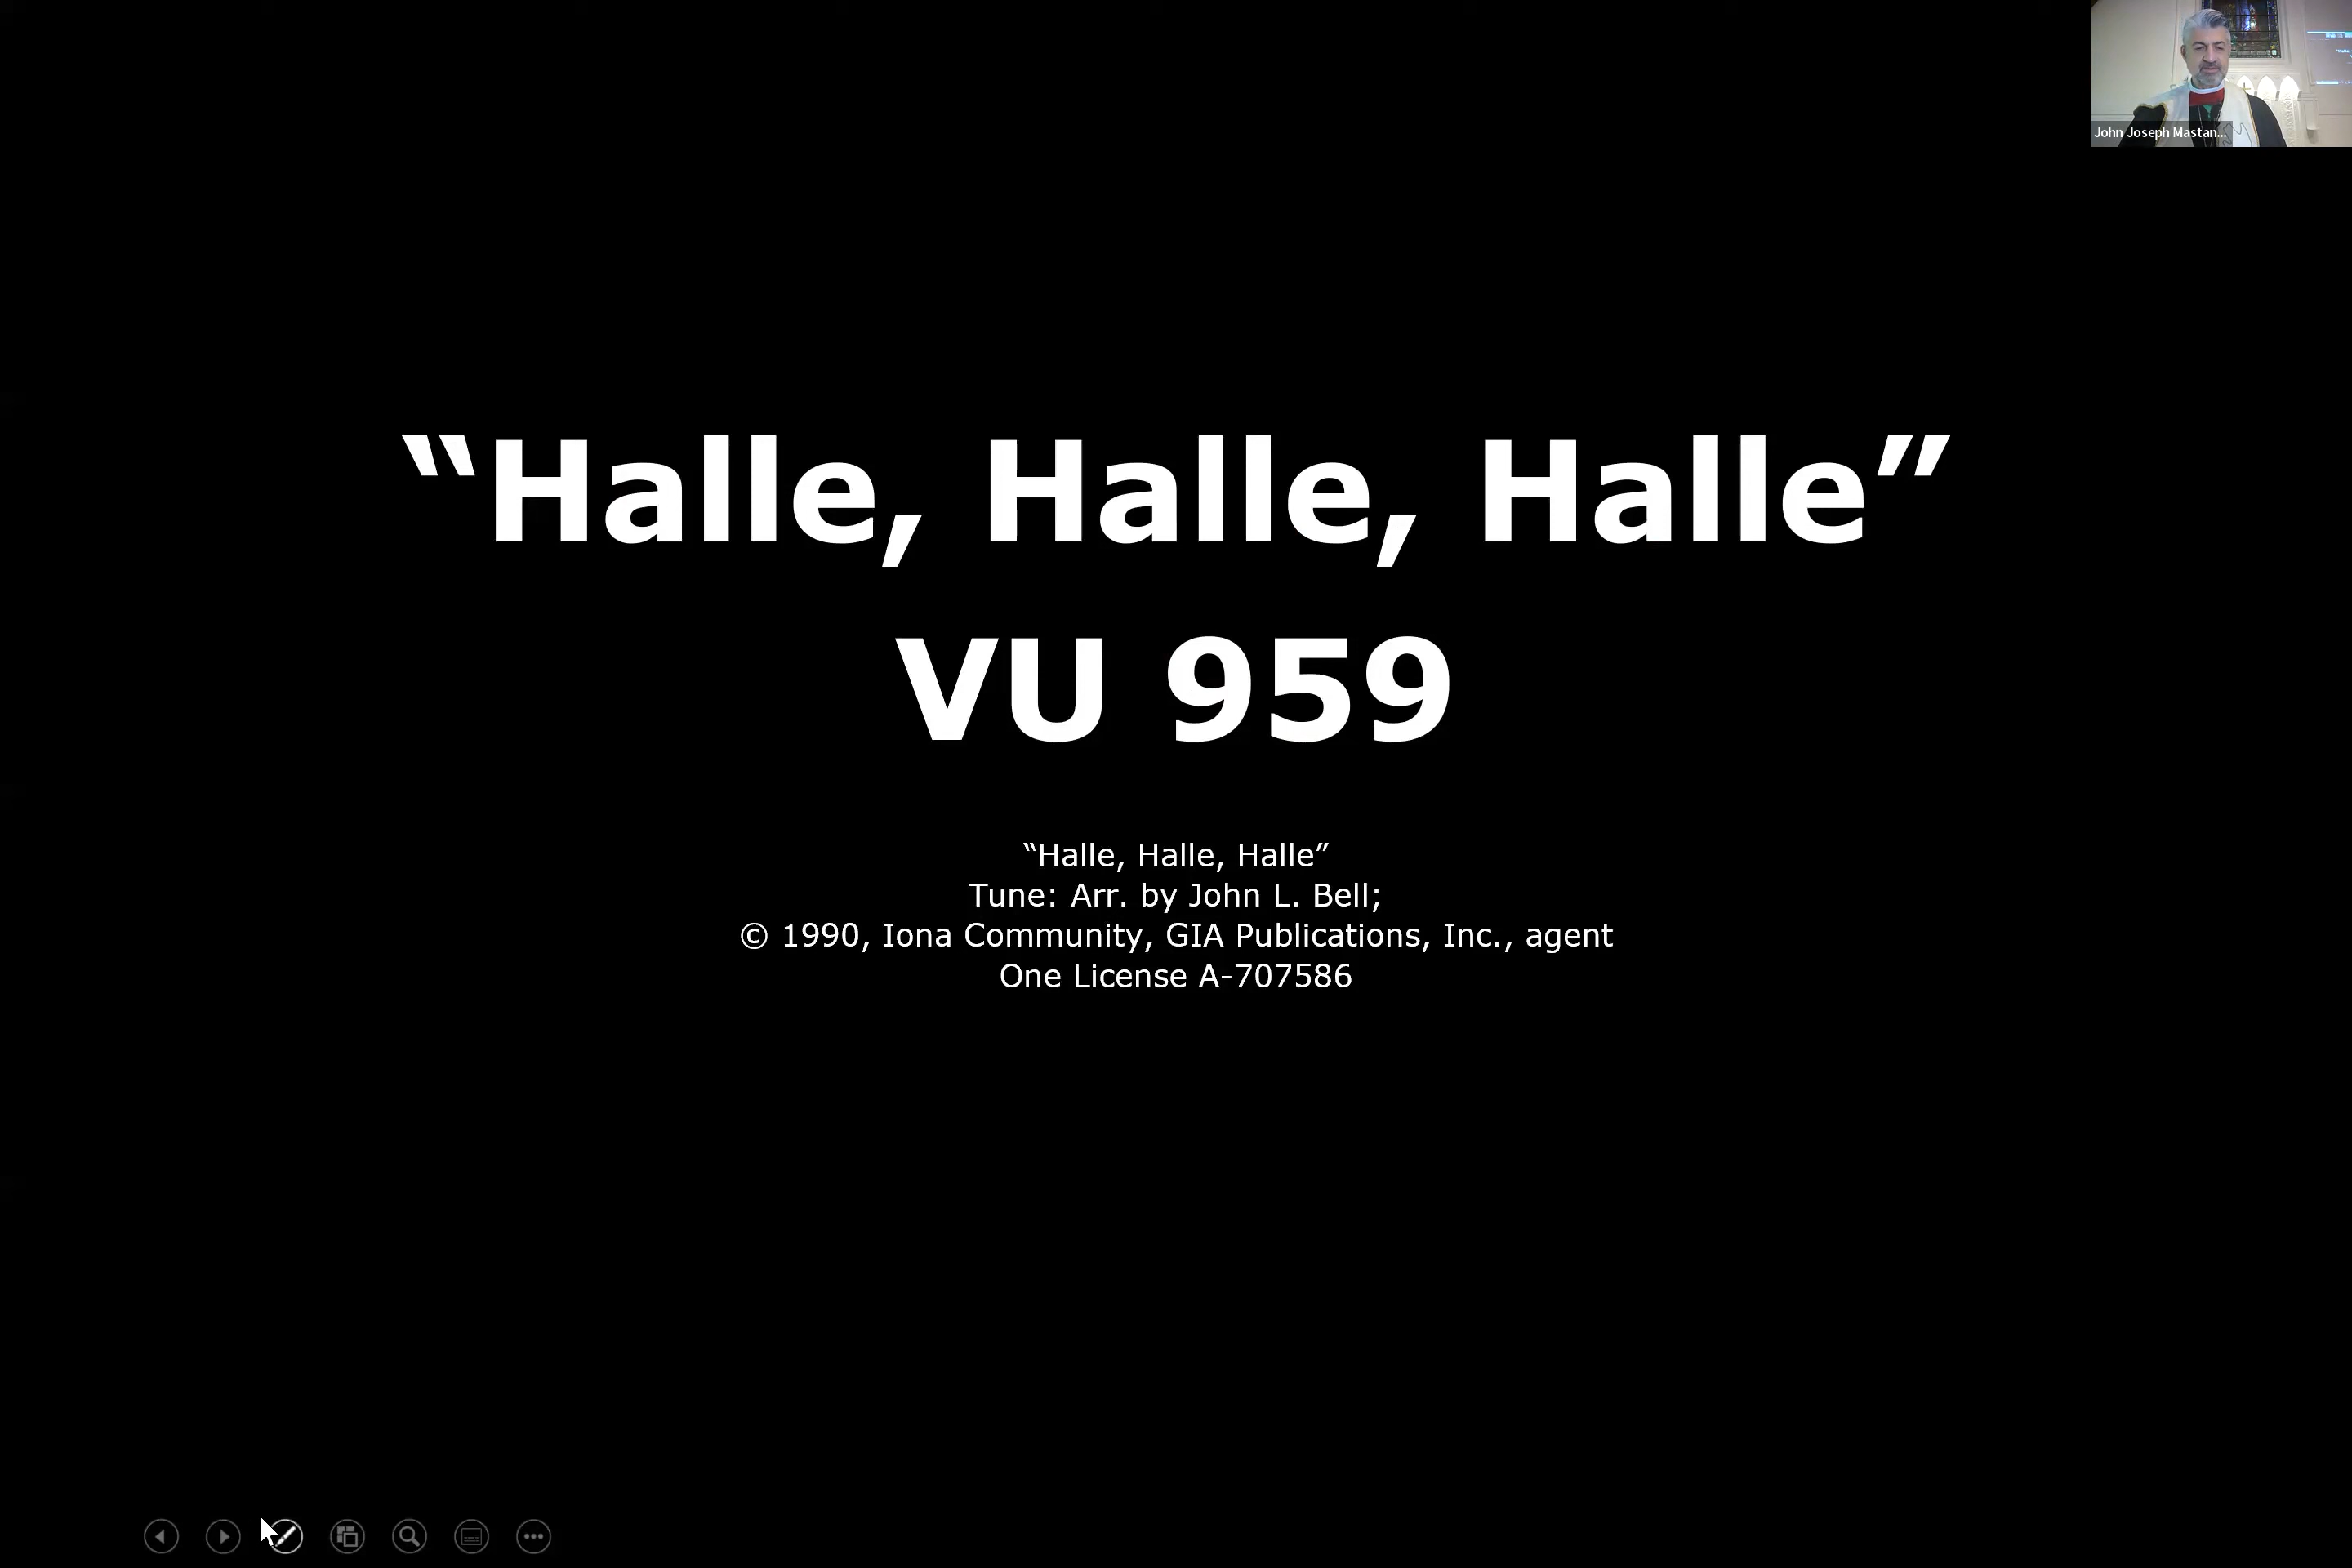 John Joseph Mastan...
“Halle, Halle, Halle”
VU 959
“Halle, Halle, Halle”
Tune: Arr. by John L. Bell;
© 1990, Iona Community, GIA Publications, Inc., agent
One License A-707586